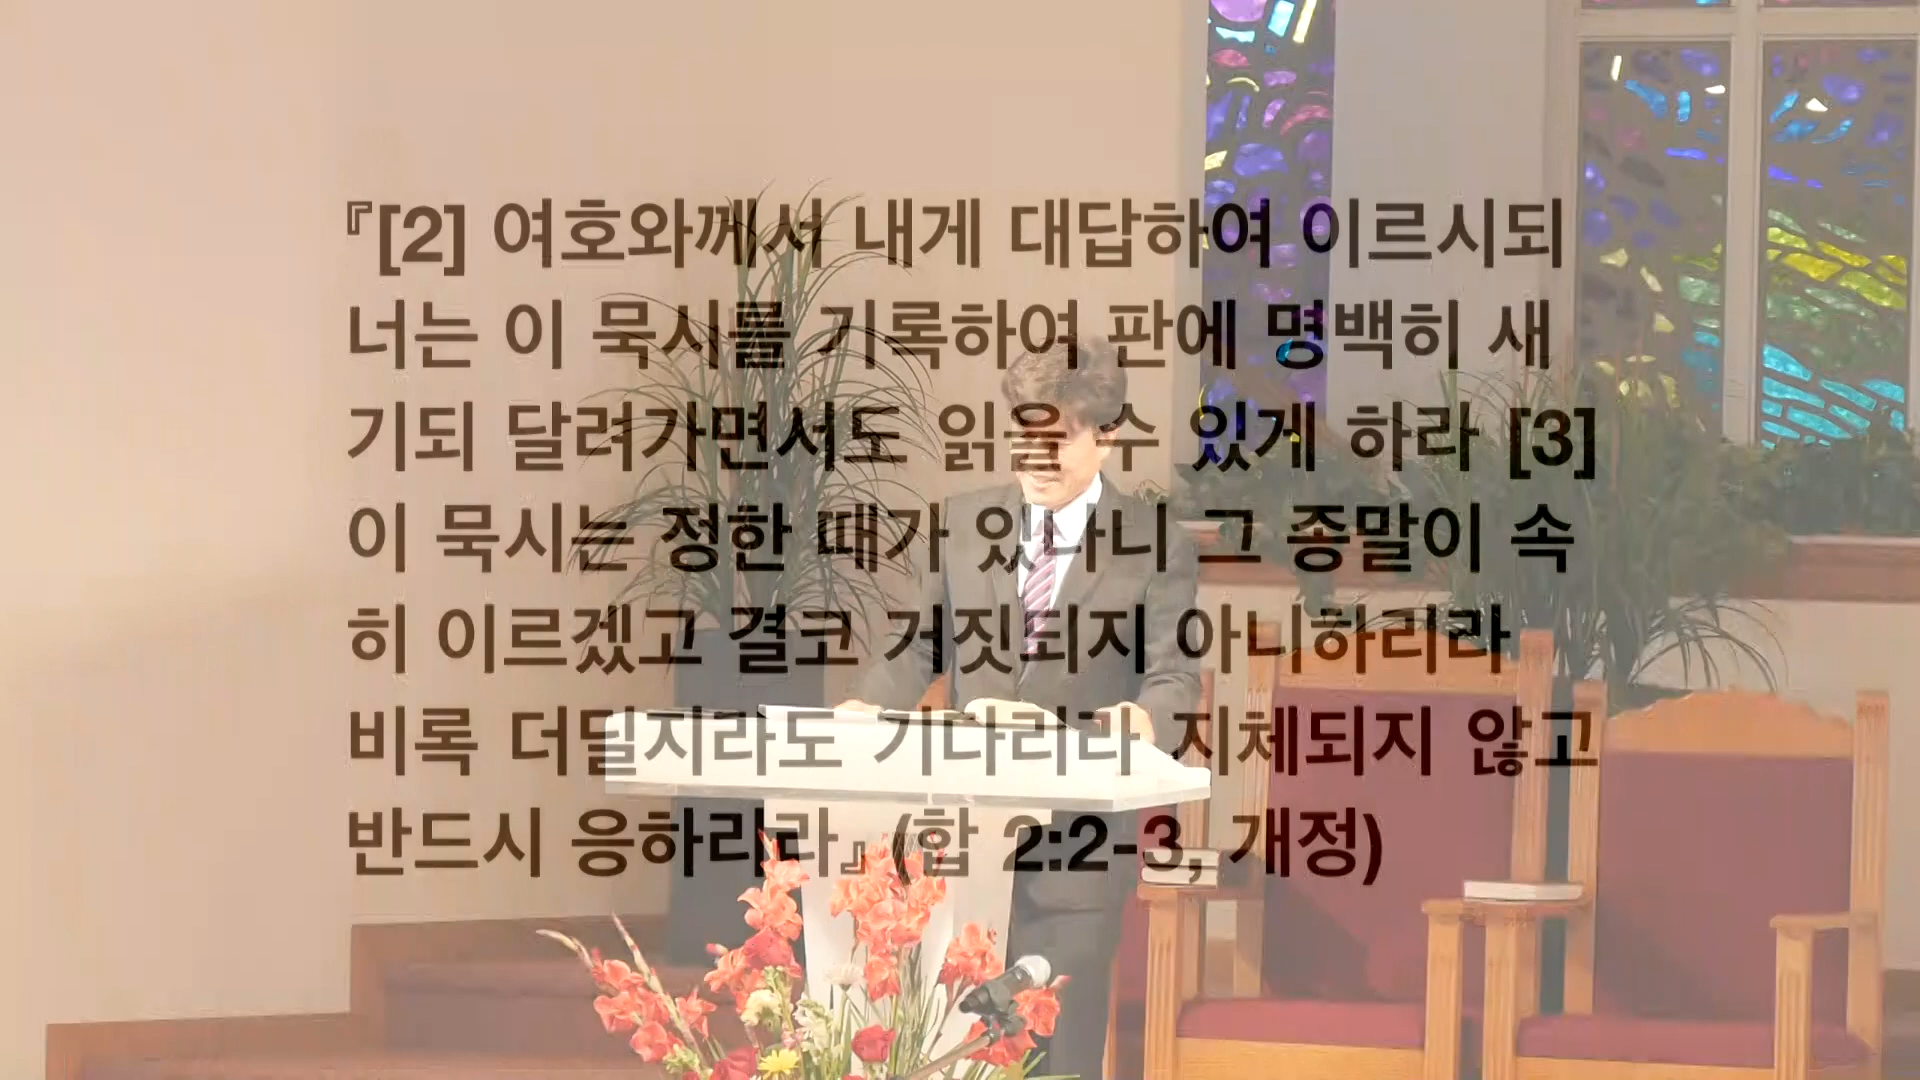 『[2] 여호와께서 내게 대답하여 이르시되
너는 이 묵시를 기록하여 판에 명백히 새
기되 달려가면서도 읽을 수 있게 하라 [3]
이 묵시는 정한 때가 있나니 그 종말이 속
히 이르겠고 결코 거짓되지 아니하리라
비록 더딜지라도 기다리라 지체되지 않고
반드시 응하리라』 (합 2:2-3, 개정)